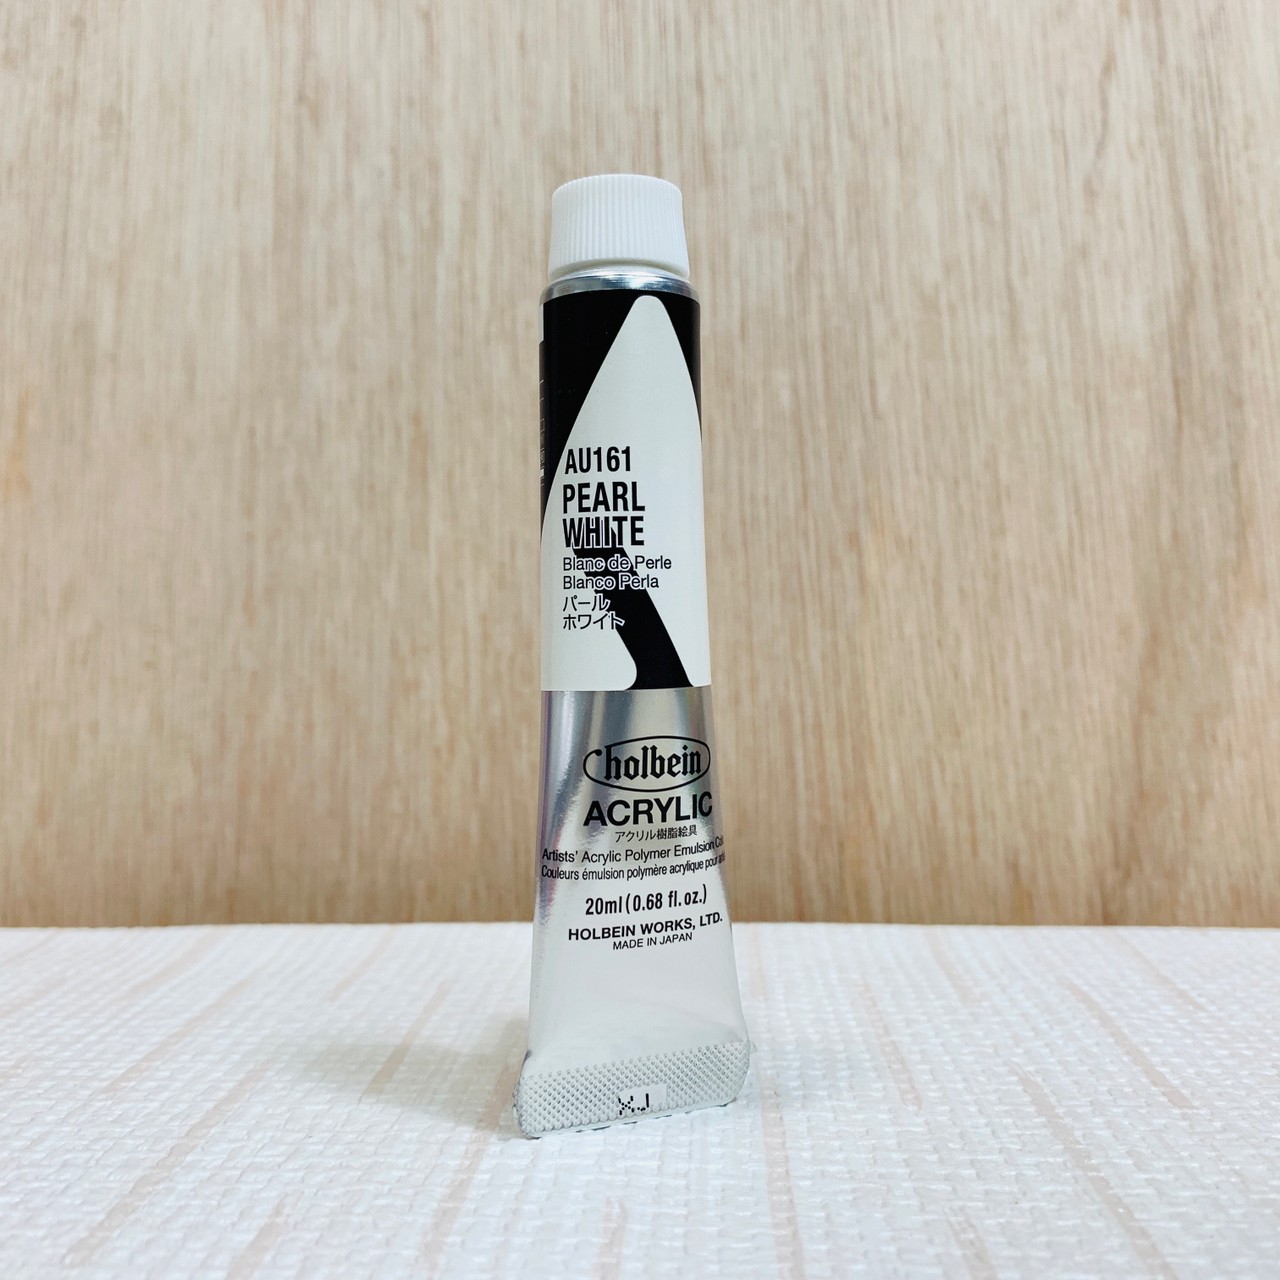 AU161
PEARL
WHITE
Blanc de Perle
Blanco Perla
パール
ホワイト
holbein
ACRYLIC
アクリル樹脂絵具
Artists' Acrylic Polymer Emulsion
Couleurs émulsion polymère acrylique pour
20ml (0.68 fl.oz.)
HOLBEIN WORKS, LTD.
MADE IN JAPAN